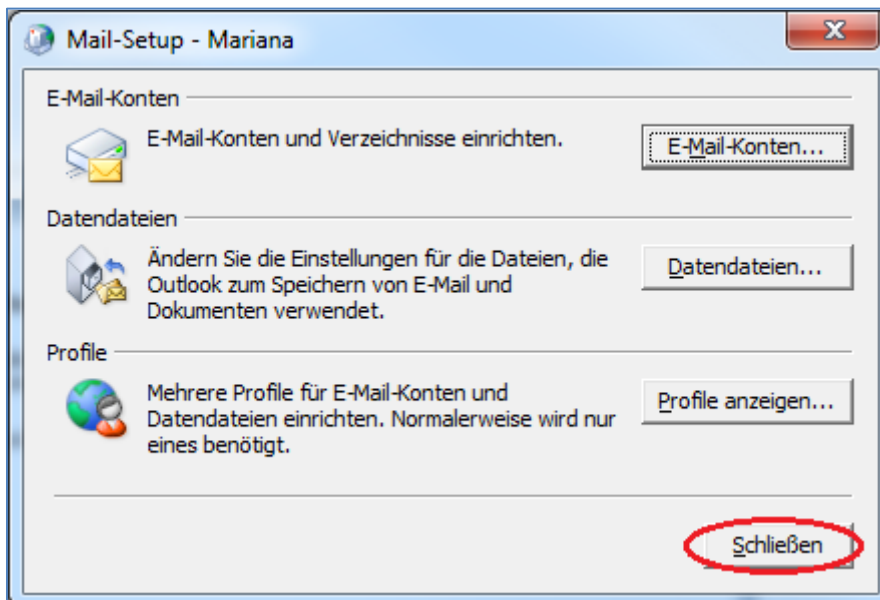 Mail-Setup - Mariana
E-Mail-Konten
E-Mail-Konten und Verzeichnisse einrichten.
E-Mail-Konten...
Datendateien
Ändern Sie die Einstellungen für die Dateien, die
Outlook zum Speichern von E-Mail und
Dokumenten verwendet.
Datendateien...
Profile
Mehrere Profile für E-Mail-Konten und
Datendateien einrichten. Normalerweise wird nur
eines benötigt.
Profile anzeigen...
Schließen